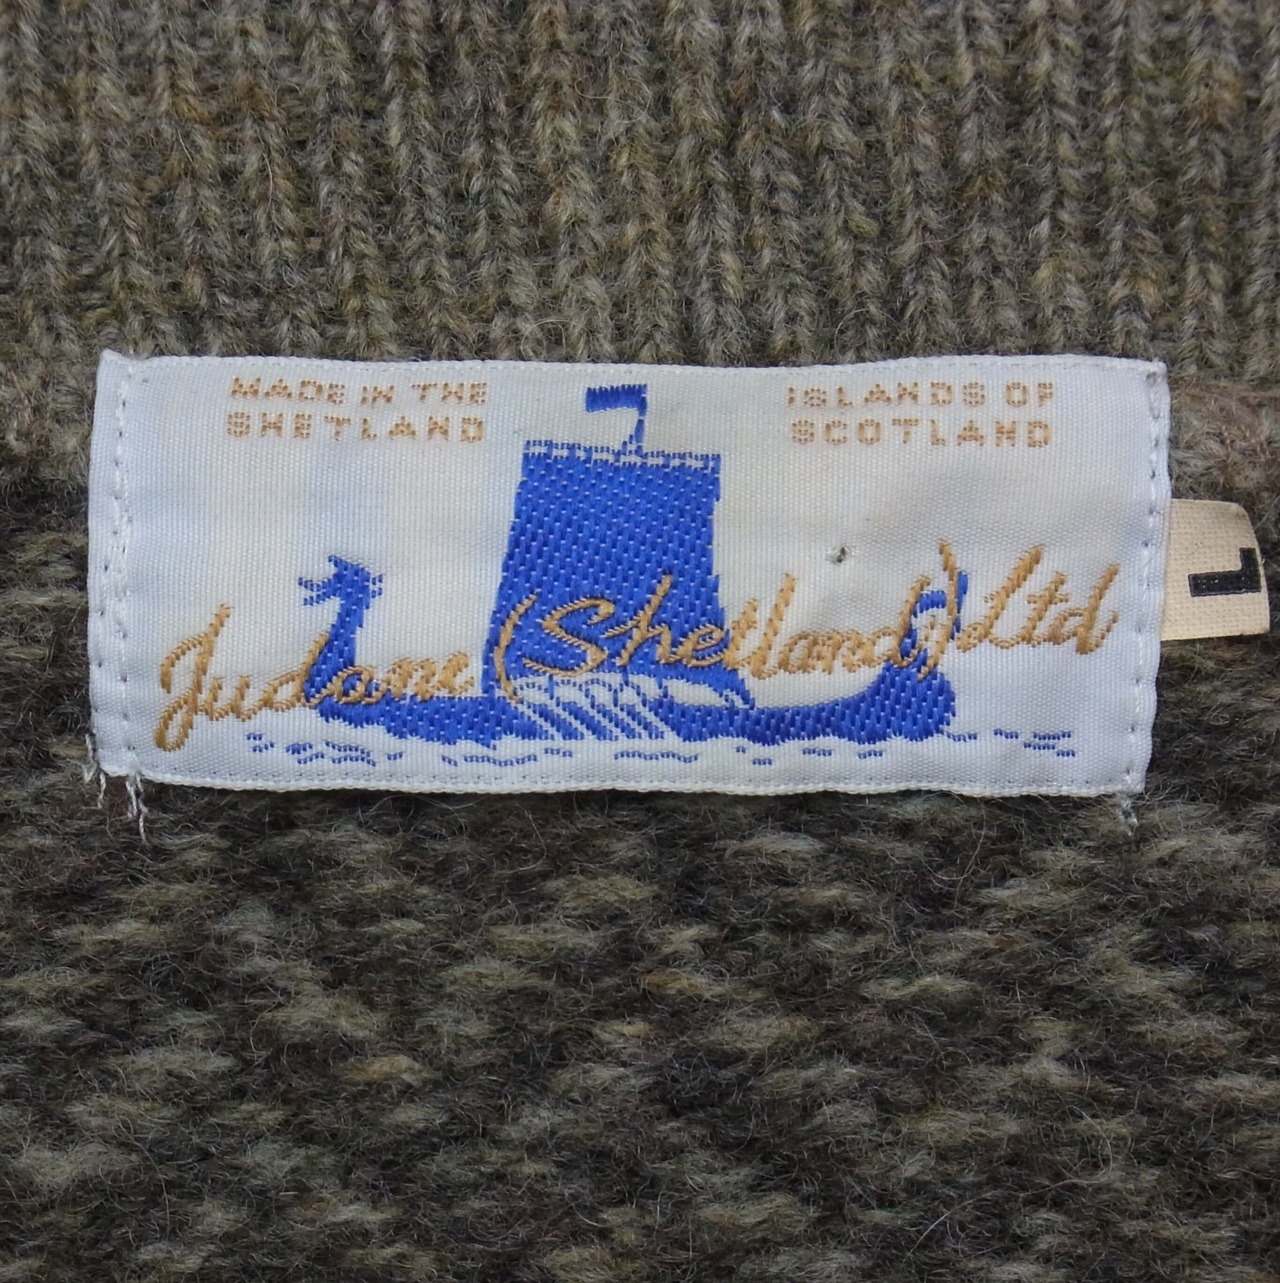 MADE IN THE
SHETLAND
ISLANDS OF
SCOTLAND
Judane (Shetland) Ltd
L